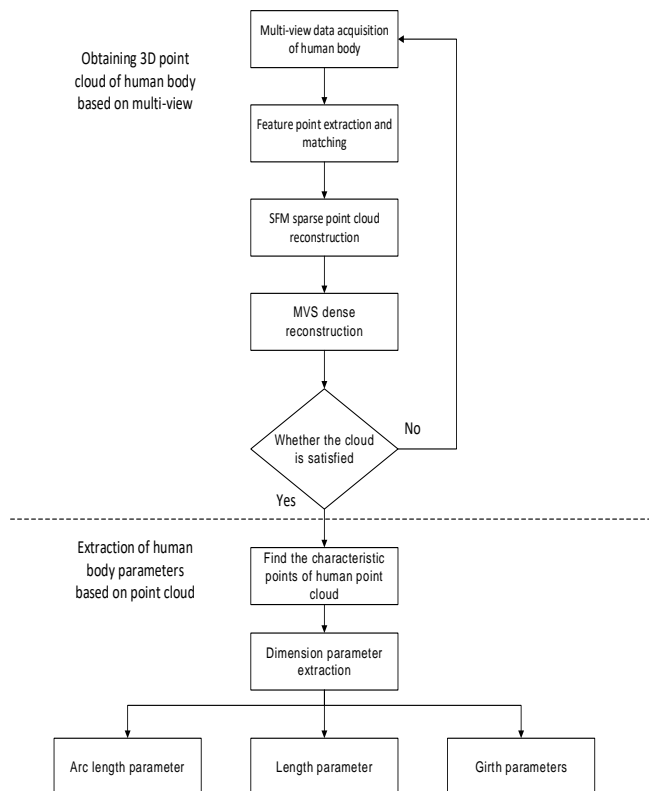 Multi-view data acquisition
of human body
Obtaining 3D point
cloud of human body
based on multi-view
Feature point extraction and
matching
SFM sparse point cloud
reconstruction
MVS dense
reconstruction
Whether the cloud
is satisfied
No
Yes
Extraction of human
body parameters
based on point cloud
Find the characteristic
points of human point
cloud
Dimension parameter
extraction
Arc length parameter
Length parameter
Girth parameters